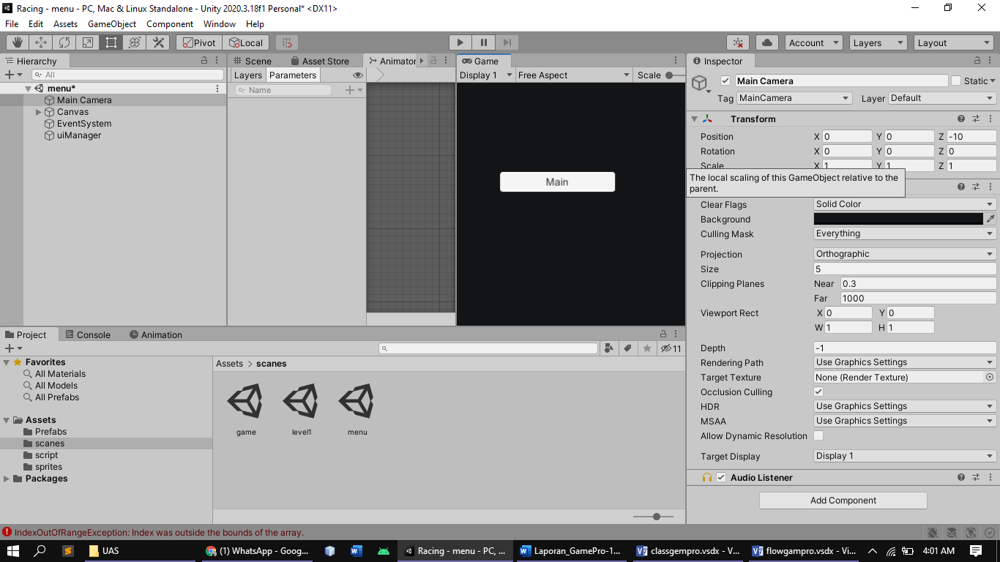 Racing - menu - PC, Mac & Linux Standalone - Unity 2020.3.18f1 Personal* <DX11>
File Edit Assets GameObject Component Window Help
Pivot Local Account Layers Layout
Hierarchy
All
menu*
Main Camera
Canvas
EventSystem
uiManager
Scene Asset Store Animator
Layers Parameters
Name
Game
Display 1 Free Aspect Scale
Main
Inspector
Main Camera Static
Tag MainCamera Layer Default
Transform
Position X 0 Y 0 Z -10
Rotation X 0 Y 0 Z 0
Scale X 1 Y 1 Z 1
The local scaling of this GameObject relative to the
parent.
Clear Flags Solid Color
Background
Culling Mask Everything
Projection Orthographic
Size 5
Clipping Planes Near 0.3
Far 1000
Viewport Rect X 0 Y 0
W 1 H 1
Depth -1
Rendering Path Use Graphics Settings
Target Texture None (Render Texture)
Occlusion Culling
HDR Use Graphics Settings
MSAA Use Graphics Settings
Allow Dynamic Resolution
Target Display Display 1
Audio Listener
Add Component
Project Console Animation
11
Favorites
All Materials
All Models
All Prefabs
Assets
Prefabs
scanes
script
sprites
Packages
Assets > scanes
game level1 menu
IndexOutOfRangeException: Index was outside the bounds of the array.
UAS (1) WhatsApp - Goog... Racing - menu - PC, ... Laporan_GamePro-1... classgempro.vsdx - V... flowgampro.vsdx - Vi... 4:01 AM